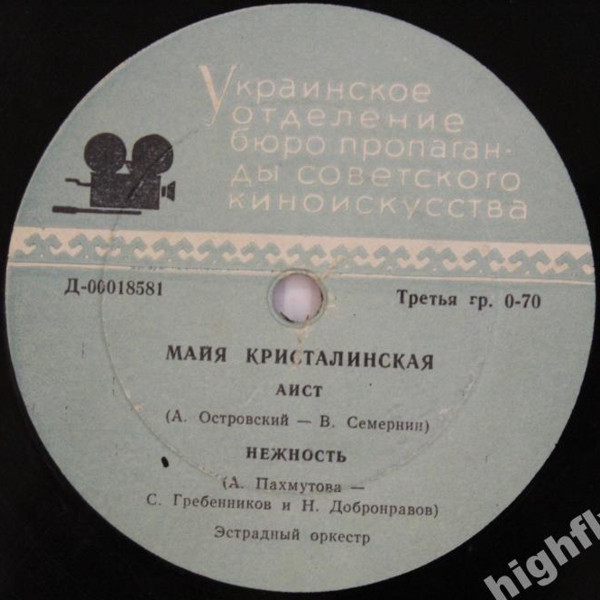 Украинское
отделение
бюро пропаган-
ды советского
киноискусства
Д-00018581
Третья гр. 0-70
МАЙЯ КРИСТАЛИНСКАЯ
АИСТ
(А. Островский — В. Семернин)
НЕЖНОСТЬ
(А. Пахмутова —
С. Гребенников и Н. Добронравов)
Эстрадный оркестр